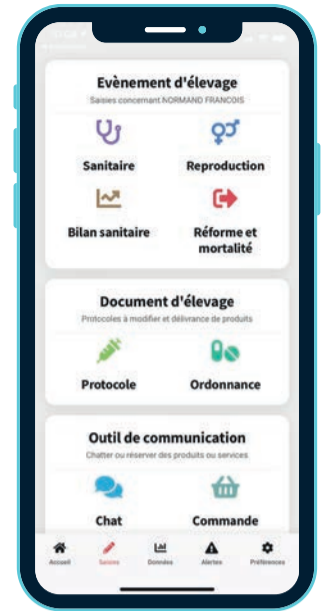 Evènement d'élevage
Saisies concernant NORMAND FRANCOIS
Sanitaire Reproduction
Bilan sanitaire Réforme et
mortalité
Document d'élevage
Protocoles à modifier et délivrance de produits
Protocole Ordonnance
Outil de communication
Chatter ou réserver des produits ou services
Chat Commande
Accueil Saisies Données Alertes Préférences